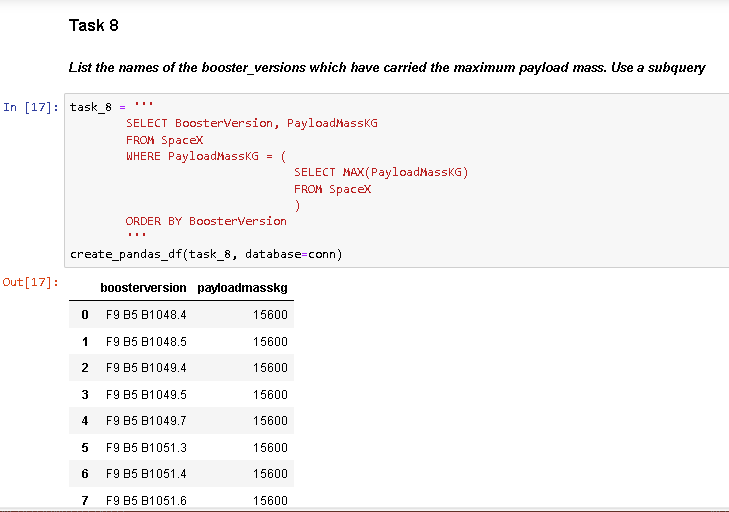 Task 8
List the names of the booster_versions which have carried the maximum payload mass. Use a subquery
In [17]: task_8 = '''
SELECT BoosterVersion, PayloadMassKG
FROM SpaceX
WHERE PayloadMassKG = (
SELECT MAX(PayloadMassKG)
FROM SpaceX
)
ORDER BY BoosterVersion
'''
create_pandas_df(task_8, database=conn)
Out[17]:
boosterversion payloadmasskg
0 F9 B5 B1048.4 15600
1 F9 B5 B1048.5 15600
2 F9 B5 B1049.4 15600
3 F9 B5 B1049.5 15600
4 F9 B5 B1049.7 15600
5 F9 B5 B1051.3 15600
6 F9 B5 B1051.4 15600
7 F9 B5 B1051.6 15600